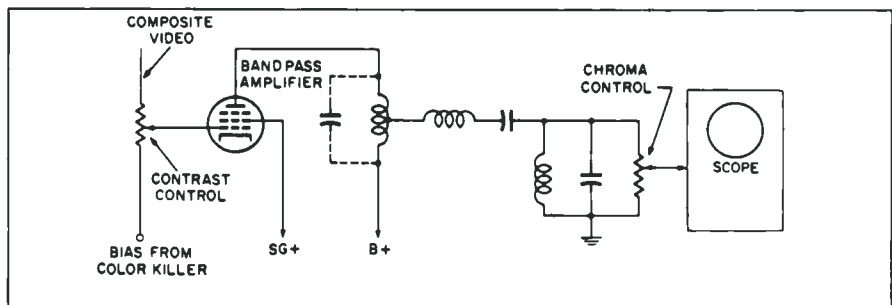 COMPOSITE
VIDEO
BAND PASS
AMPLIFIER
CHROMA
CONTROL
SCOPE
CONTRAST
CONTROL
BIAS FROM
COLOR KILLER
SG+
B+